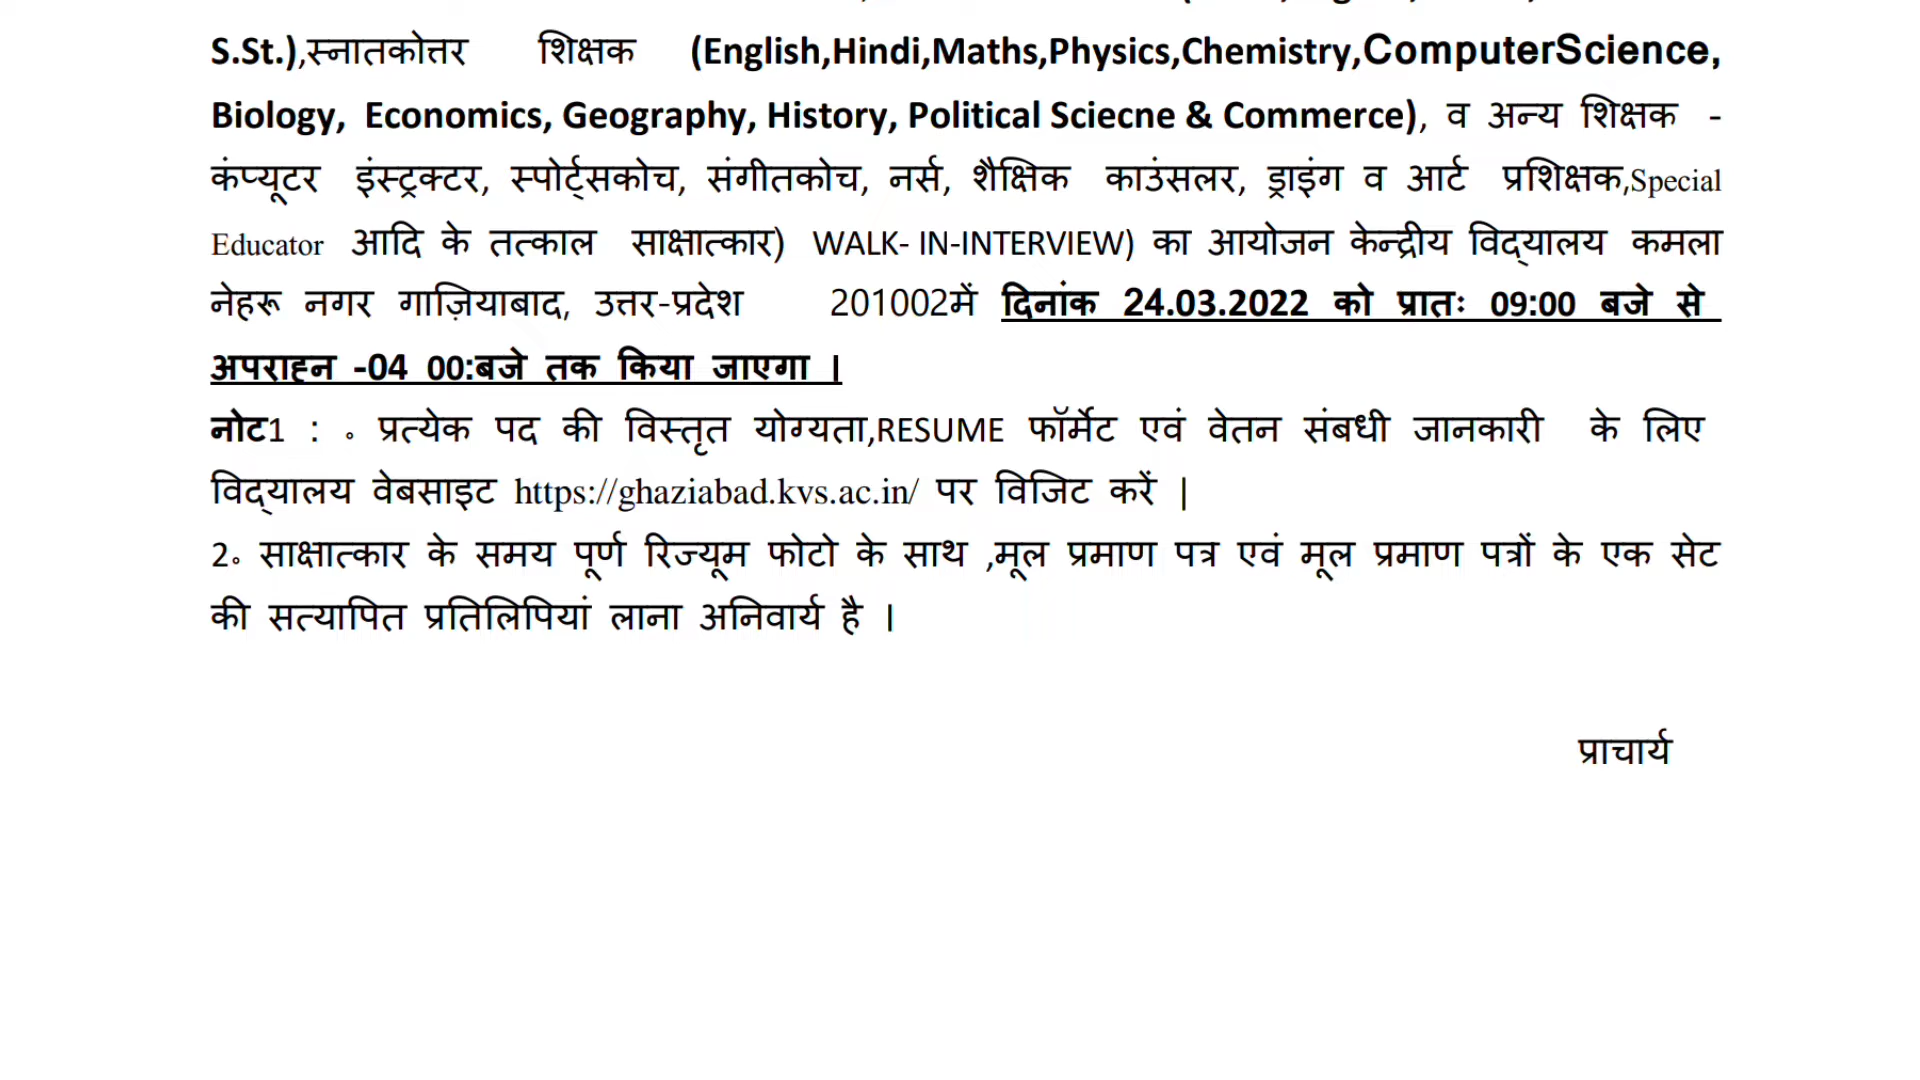 S.St.),स्नातकोत्तर शिक्षक (English,Hindi,Maths,Physics,Chemistry,ComputerScience,
Biology, Economics, Geography, History, Political Sciecne & Commerce), व अन्य शिक्षक -
कंप्यूटर इंस्ट्रक्टर, स्पोर्ट्सकोच, संगीतकोच, नर्स, शैक्षिक काउंसलर, ड्राइंग व आर्ट प्रशिक्षक,Special
Educator आदि के तत्काल साक्षात्कार) WALK- IN-INTERVIEW) का आयोजन केन्द्रीय विद्यालय कमला
नेहरू नगर गाज़ियाबाद, उत्तर-प्रदेश 201002में दिनांक 24.03.2022 को प्रातः 09:00 बजे से
अपराह्न -04 00:बजे तक किया जाएगा |
नोट1 : ० प्रत्येक पद की विस्तृत योग्यता,RESUME फॉर्मेट एवं वेतन संबधी जानकारी के लिए
विद्यालय वेबसाइट https://ghaziabad.kvs.ac.in/ पर विजिट करें |
2० साक्षात्कार के समय पूर्ण रिज्यूम फोटो के साथ ,मूल प्रमाण पत्र एवं मूल प्रमाण पत्रों के एक सेट
की सत्यापित प्रतिलिपियां लाना अनिवार्य है ।
प्राचार्य